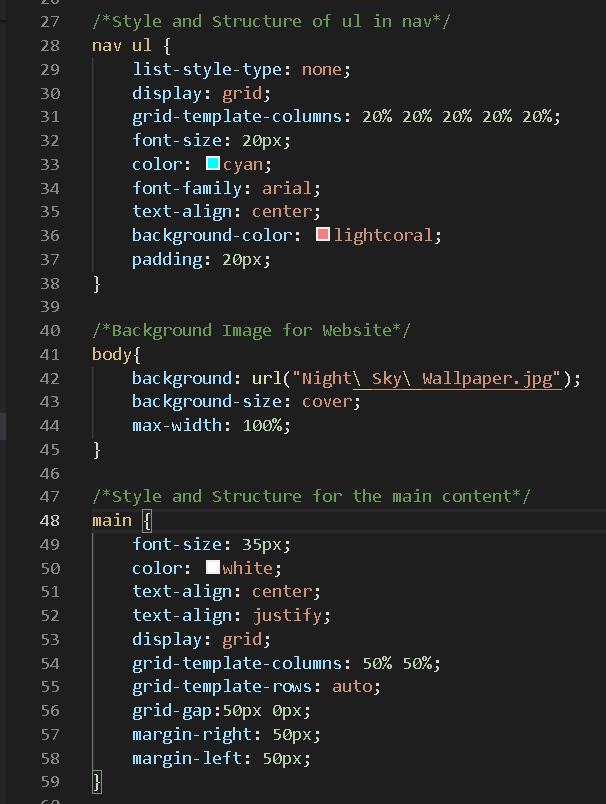 27 /*Style and Structure of ul in nav*/
28 nav ul {
29     list-style-type: none;
30     display: grid;
31     grid-template-columns: 20% 20% 20% 20% 20%;
32     font-size: 20px;
33     color: cyan;
34     font-family: arial;
35     text-align: center;
36     background-color: lightcoral;
37     padding: 20px;
38 }
39
40 /*Background Image for Website*/
41 body{
42     background: url("Night\ Sky\ Wallpaper.jpg");
43     background-size: cover;
44     max-width: 100%;
45 }
46
47 /*Style and Structure for the main content*/
48 main {
49     font-size: 35px;
50     color: white;
51     text-align: center;
52     text-align: justify;
53     display: grid;
54     grid-template-columns: 50% 50%;
55     grid-template-rows: auto;
56     grid-gap:50px 0px;
57     margin-right: 50px;
58     margin-left: 50px;
59 }